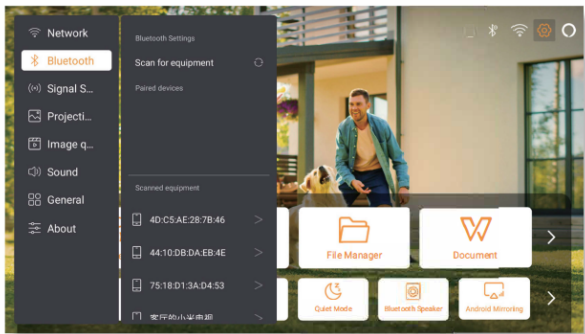 Network
Bluetooth
Signal S...
Projecti...
Image q...
Sound
General
About
Bluetooth Settings
Scan for equipment
Paired devices
Scanned equipment
4D:C5:AE:28:7B:46
44:10:DB:DA:EB:4E
75:18:D1:3A:D4:53
客厅的小米电视
File Manager
Document
Quiet Mode
Bluetooth Speaker
Android Mirroring